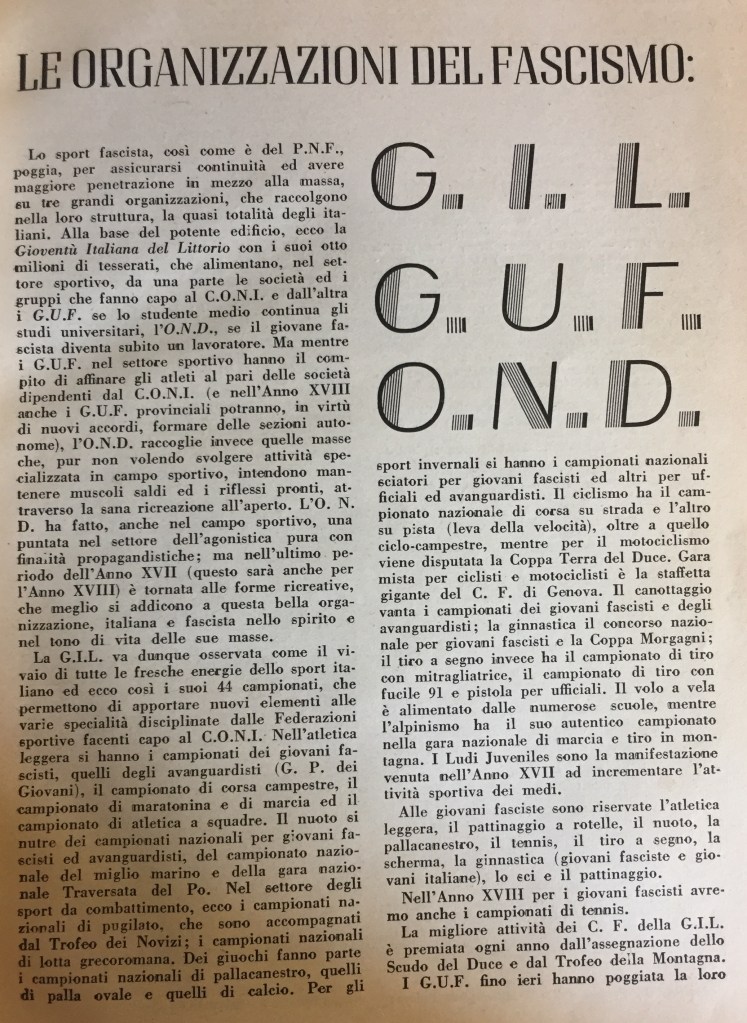 LE ORGANIZZAZIONI DEL FASCISMO:
Lo sport fascista, così come è del P.N.F.,
poggia, per assicurarsi continuità ed avere
maggiore penetrazione in mezzo alla massa,
su tre grandi organizzazioni, che raccolgono
nella loro struttura, la quasi totalità degli ita-
liani. Alla base del potente edificio, ecco la
Gioventù Italiana del Littorio con i suoi otto
milioni di tesserati, che alimentano, nel set-
tore sportivo, da una parte le società ed i
gruppi che fanno capo al C.O.N.I. e dall'altra
i G.U.F. se lo studente medio continua gli
studi universitari, l'O.N.D., se il giovane fa-
scista diventa subito un lavoratore. Ma mentre
i G.U.F. nel settore sportivo hanno il com-
pito di affinare gli atleti al pari delle società
dipendenti dal C.O.N.I. (e nell'Anno XVIII
anche i G.U.F. provinciali potranno, in virtù
di nuovi accordi, formare delle sezioni auto-
nome), l'O.N.D. raccoglie invece quelle masse
che, pur non volendo svolgere attività spe-
cializzata in campo sportivo, intendono man-
tenere muscoli saldi ed i riflessi pronti, at-
traverso la sana ricreazione all'aperto. L'O. N.
D. ha fatto, anche nel campo sportivo, una
puntata nel settore dell'agonistica pura con
finalità propagandistiche; ma nell'ultimo pe-
riodo dell'Anno XVII (questo sarà anche per
l'Anno XVIII) è tornata alle forme ricreative,
che meglio si addicono a questa bella orga-
nizzazione, italiana e fascista nello spirito e
nel tono di vita delle sue masse.
La G.I.L. va dunque osservata come il vi-
vaio di tutte le fresche energie dello sport ita-
liano ed ecco così i suoi 44 campionati, che
permettono di apportare nuovi elementi alle
varie specialità disciplinate dalle Federazioni
sportive facenti capo al C.O.N.I. Nell'atletica
leggera si hanno i campionati dei giovani fa-
scisti, quelli degli avanguardisti (G. P. dei
Giovani), il campionato di corsa campestre, il
campionato di maratonina e di marcia ed il
campionato di atletica a squadre. Il nuoto si
nutre dei campionati nazionali per giovani fa-
scisti ed avanguardisti, del campionato nazio-
nale del miglio marino e della gara nazio-
nale Traversata del Po. Nel settore degli
sport da combattimento, ecco i campionati na-
zionali di pugilato, che sono accompagnati
dal Trofeo dei Novizi; i campionati nazionali
di lotta grecoromana. Dei giuochi fanno parte
i campionati nazionali di pallacanestro, quelli
di palla ovale e quelli di calcio. Per gli
G. I. L.
G. U. F.
O. N. D.
sport invernali si hanno i campionati nazionali
sciatori per giovani fascisti ed altri per uf-
ficiali ed avanguardisti. Il ciclismo ha il cam-
pionato nazionale di corsa su strada e l'altro
su pista (leva della velocità), oltre a quello
ciclo-campestre, mentre per il motociclismo
viene disputata la Coppa Terra del Duce. Gara
mista per ciclisti e motociclisti è la staffetta
gigante del C. F. di Genova. Il canottaggio
vanta i campionati dei giovani fascisti e degli
avanguardisti; la ginnastica il concorso nazio-
nale per giovani fascisti e la Coppa Morgagni;
il tiro a segno invece ha il campionato di tiro
con mitragliatrice, il campionato di tiro con
fucile 91 e pistola per ufficiali. Il volo a vela
è alimentato dalle numerose scuole, mentre
l'alpinismo ha il suo autentico campionato
nella gara nazionale di marcia e tiro in mon-
tagna. I Ludi Juveniles sono la manifestazione
venuta nell'Anno XVII ad incrementare l'at-
tività sportiva dei medi.
Alle giovani fasciste sono riservate l'atletica
leggera, il pattinaggio a rotelle, il nuoto, la
pallacanestro, il tennis, il tiro a segno, la
scherma, la ginnastica (giovani fasciste e gio-
vani italiane), lo sci e il pattinaggio.
Nell'Anno XVIII per i giovani fascisti avre-
mo anche i campionati di tennis.
La migliore attività dei C. F. della G.I.L.
è premiata ogni anno dall'assegnazione dello
Scudo del Duce e dal Trofeo della Montagna.
I G.U.F. fino ieri hanno poggiata la loro